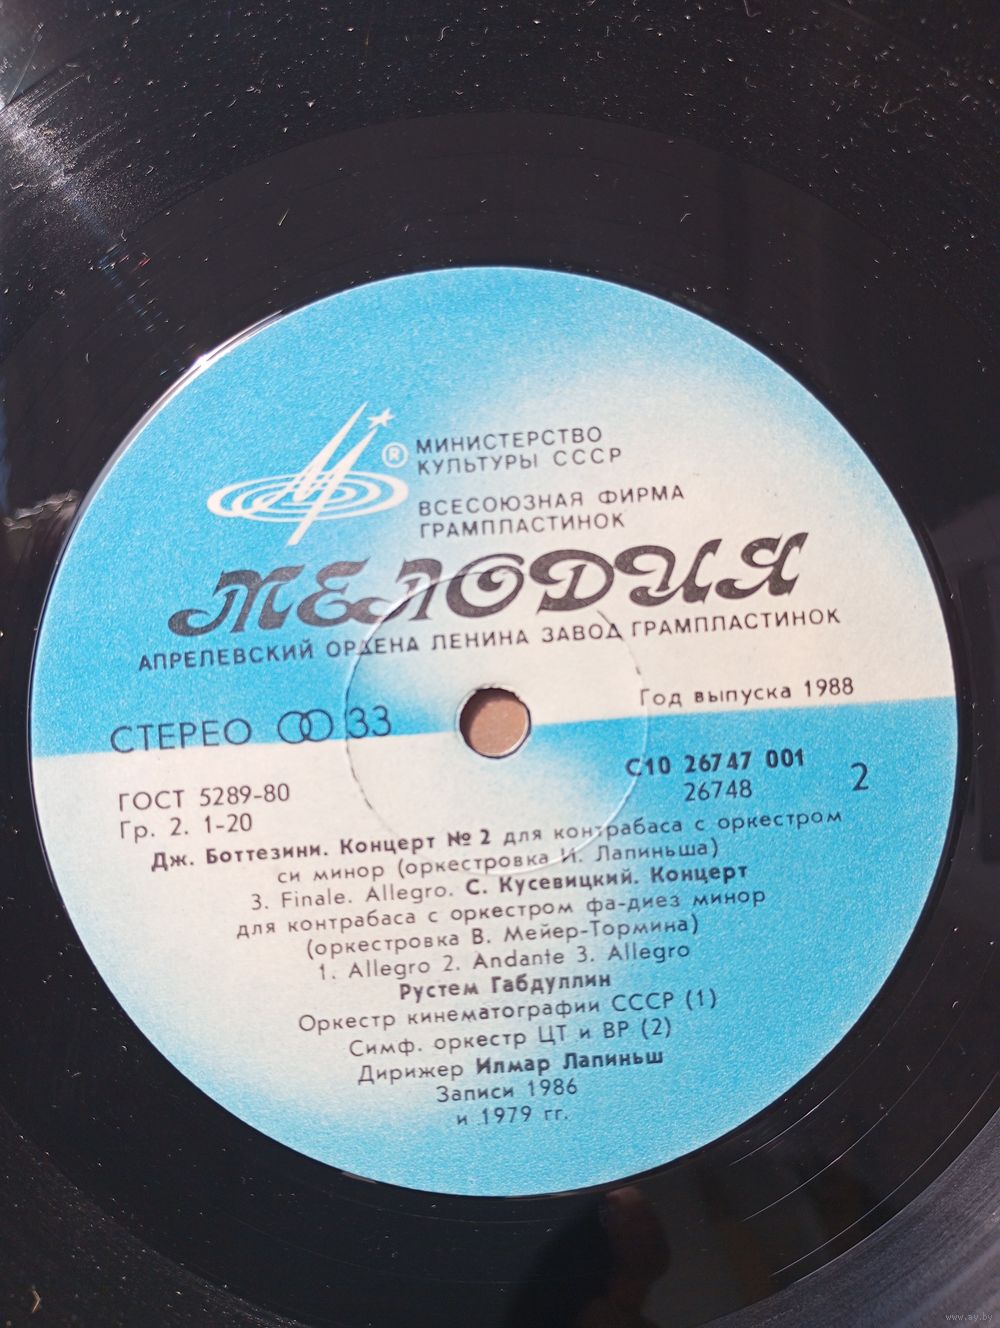 ®
МИНИСТЕРСТВО
КУЛЬТУРЫ СССР
ВСЕСОЮЗНАЯ ФИРМА
ГРАМПЛАСТИНОК
МЕЛОДИЯ
АПРЕЛЕВСКИЙ ОРДЕНА ЛЕНИНА ЗАВОД ГРАМПЛАСТИНОК
Год выпуска 1988
СТЕРЕО 33
ГОСТ 5289-80
Гр. 2. 1-20
С10 26747 001
26748
2
Дж. Боттезини. Концерт № 2 для контрабаса с оркестром
си минор (оркестровка И. Лапиньша)
3. Finale. Allegro. С. Кусевицкий. Концерт
для контрабаса с оркестром фа-диез минор
(оркестровка В. Мейер-Тормина)
1. Allegro 2. Andante 3. Allegro
Рустем Габдуллин
Оркестр кинематографии СССР (1)
Симф. оркестр ЦТ и ВР (2)
Дирижер Илмар Лапиньш
Записи 1986
и 1979 гг.
www.ay.by